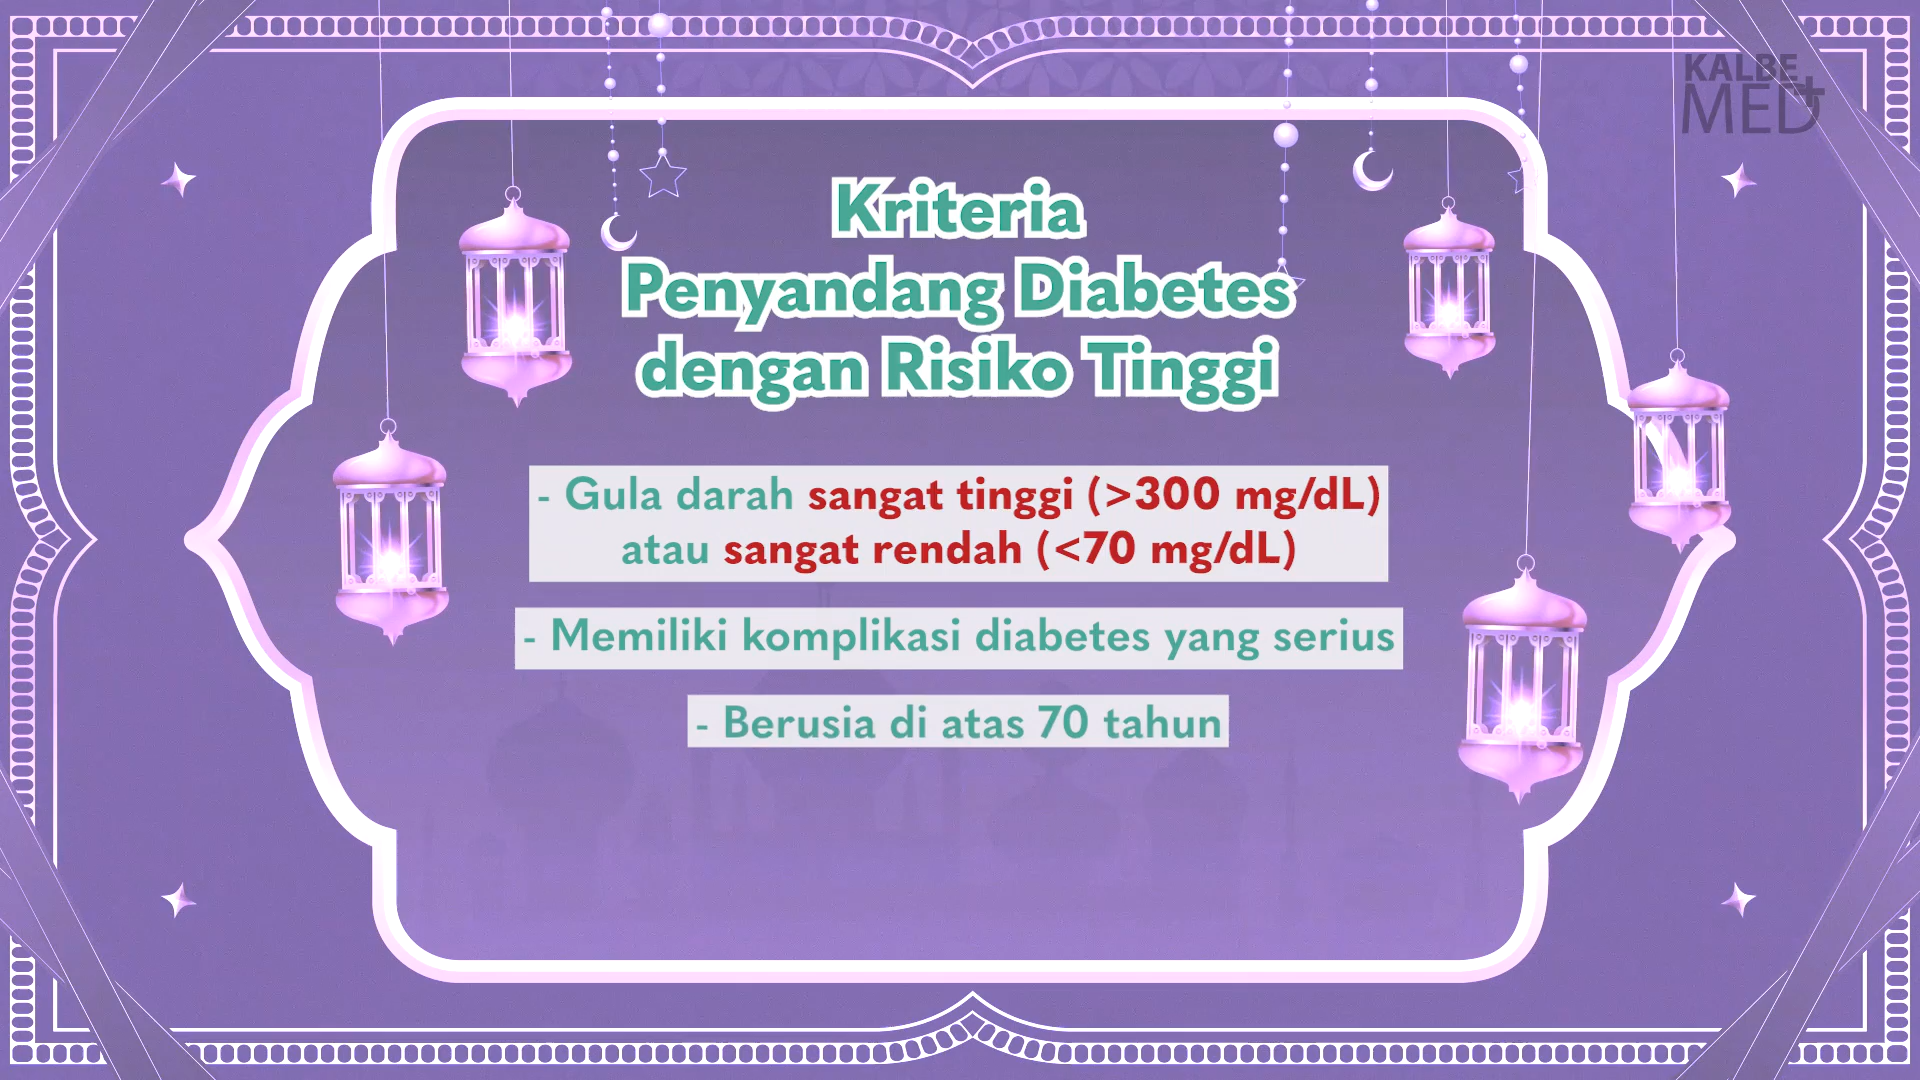 KALBE
MED+
Kriteria
Penyandang Diabetes
dengan Risiko Tinggi
- Gula darah sangat tinggi (>300 mg/dL)
atau sangat rendah (<70 mg/dL)
- Memiliki komplikasi diabetes yang serius
- Berusia di atas 70 tahun